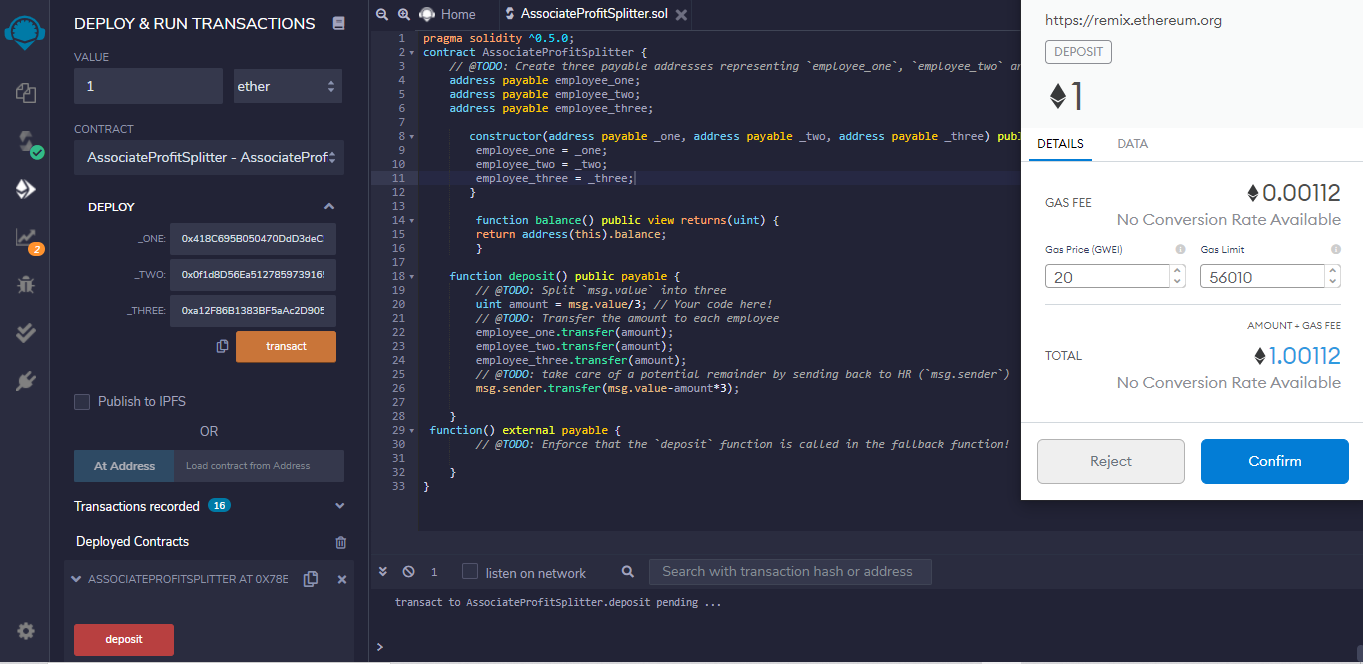 DEPLOY & RUN TRANSACTIONS
VALUE
1
ether
CONTRACT
AssociateProfitSplitter - AssociateProf
DEPLOY
_ONE:
0x418C695B050470DdD3deC
_TWO:
0x0f1d8D56Ea5127859739165
_THREE:
0xa12F86B1383BF5aAc2D905
transact
Publish to IPFS
OR
At Address
Load contract from Address
Transactions recorded 16
Deployed Contracts
ASSOCIATEPROFITSPLITTER AT 0X78E
deposit
2
Home
AssociateProfitSplitter.sol
1 pragma solidity ^0.5.0;
2 contract AssociateProfitSplitter {
3 // @TODO: Create three payable addresses representing `employee_one`, `employee_two` an
4 address payable employee_one;
5 address payable employee_two;
6 address payable employee_three;
7
8 constructor(address payable _one, address payable _two, address payable _three) publ
9 employee_one = _one;
10 employee_two = _two;
11 employee_three = _three;
12 }
13
14 function balance() public view returns(uint) {
15 return address(this).balance;
16 }
17
18 function deposit() public payable {
19 // @TODO: Split `msg.value` into three
20 uint amount = msg.value/3; // Your code here!
21 // @TODO: Transfer the amount to each employee
22 employee_one.transfer(amount);
23 employee_two.transfer(amount);
24 employee_three.transfer(amount);
25 // @TODO: take care of a potential remainder by sending back to HR (`msg.sender`)
26 msg.sender.transfer(msg.value-amount*3);
27
28 }
29 function() external payable {
30 // @TODO: Enforce that the `deposit` function is called in the fallback function!
31
32 }
33 }
1
listen on network
Search with transaction hash or address
transact to AssociateProfitSplitter.deposit pending ...
>
https://remix.ethereum.org
DEPOSIT
1
DETAILS
DATA
GAS FEE
0.00112
No Conversion Rate Available
Gas Price (GWEI)
Gas Limit
20
56010
AMOUNT + GAS FEE
TOTAL
1.00112
No Conversion Rate Available
Reject
Confirm